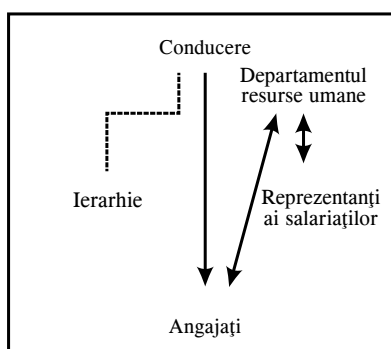 Conducere
Departamentul
resurse umane
Ierarhie
Reprezentanţi
ai salariaţilor
Angajaţi